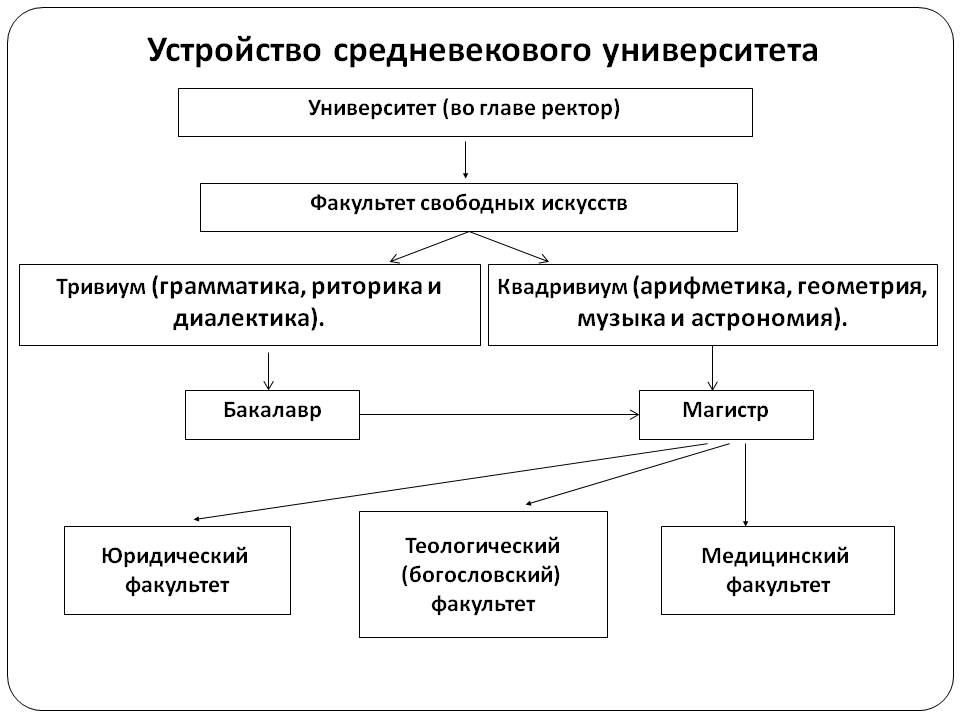 Устройство средневекового университета
Университет (во главе ректор)
Факультет свободных искусств
Тривиум (грамматика, риторика и
диалектика).
Квадривиум (арифметика, геометрия,
музыка и астрономия).
Бакалавр
Магистр
Юридический
факультет
Теологический
(богословский)
факультет
Медицинский
факультет